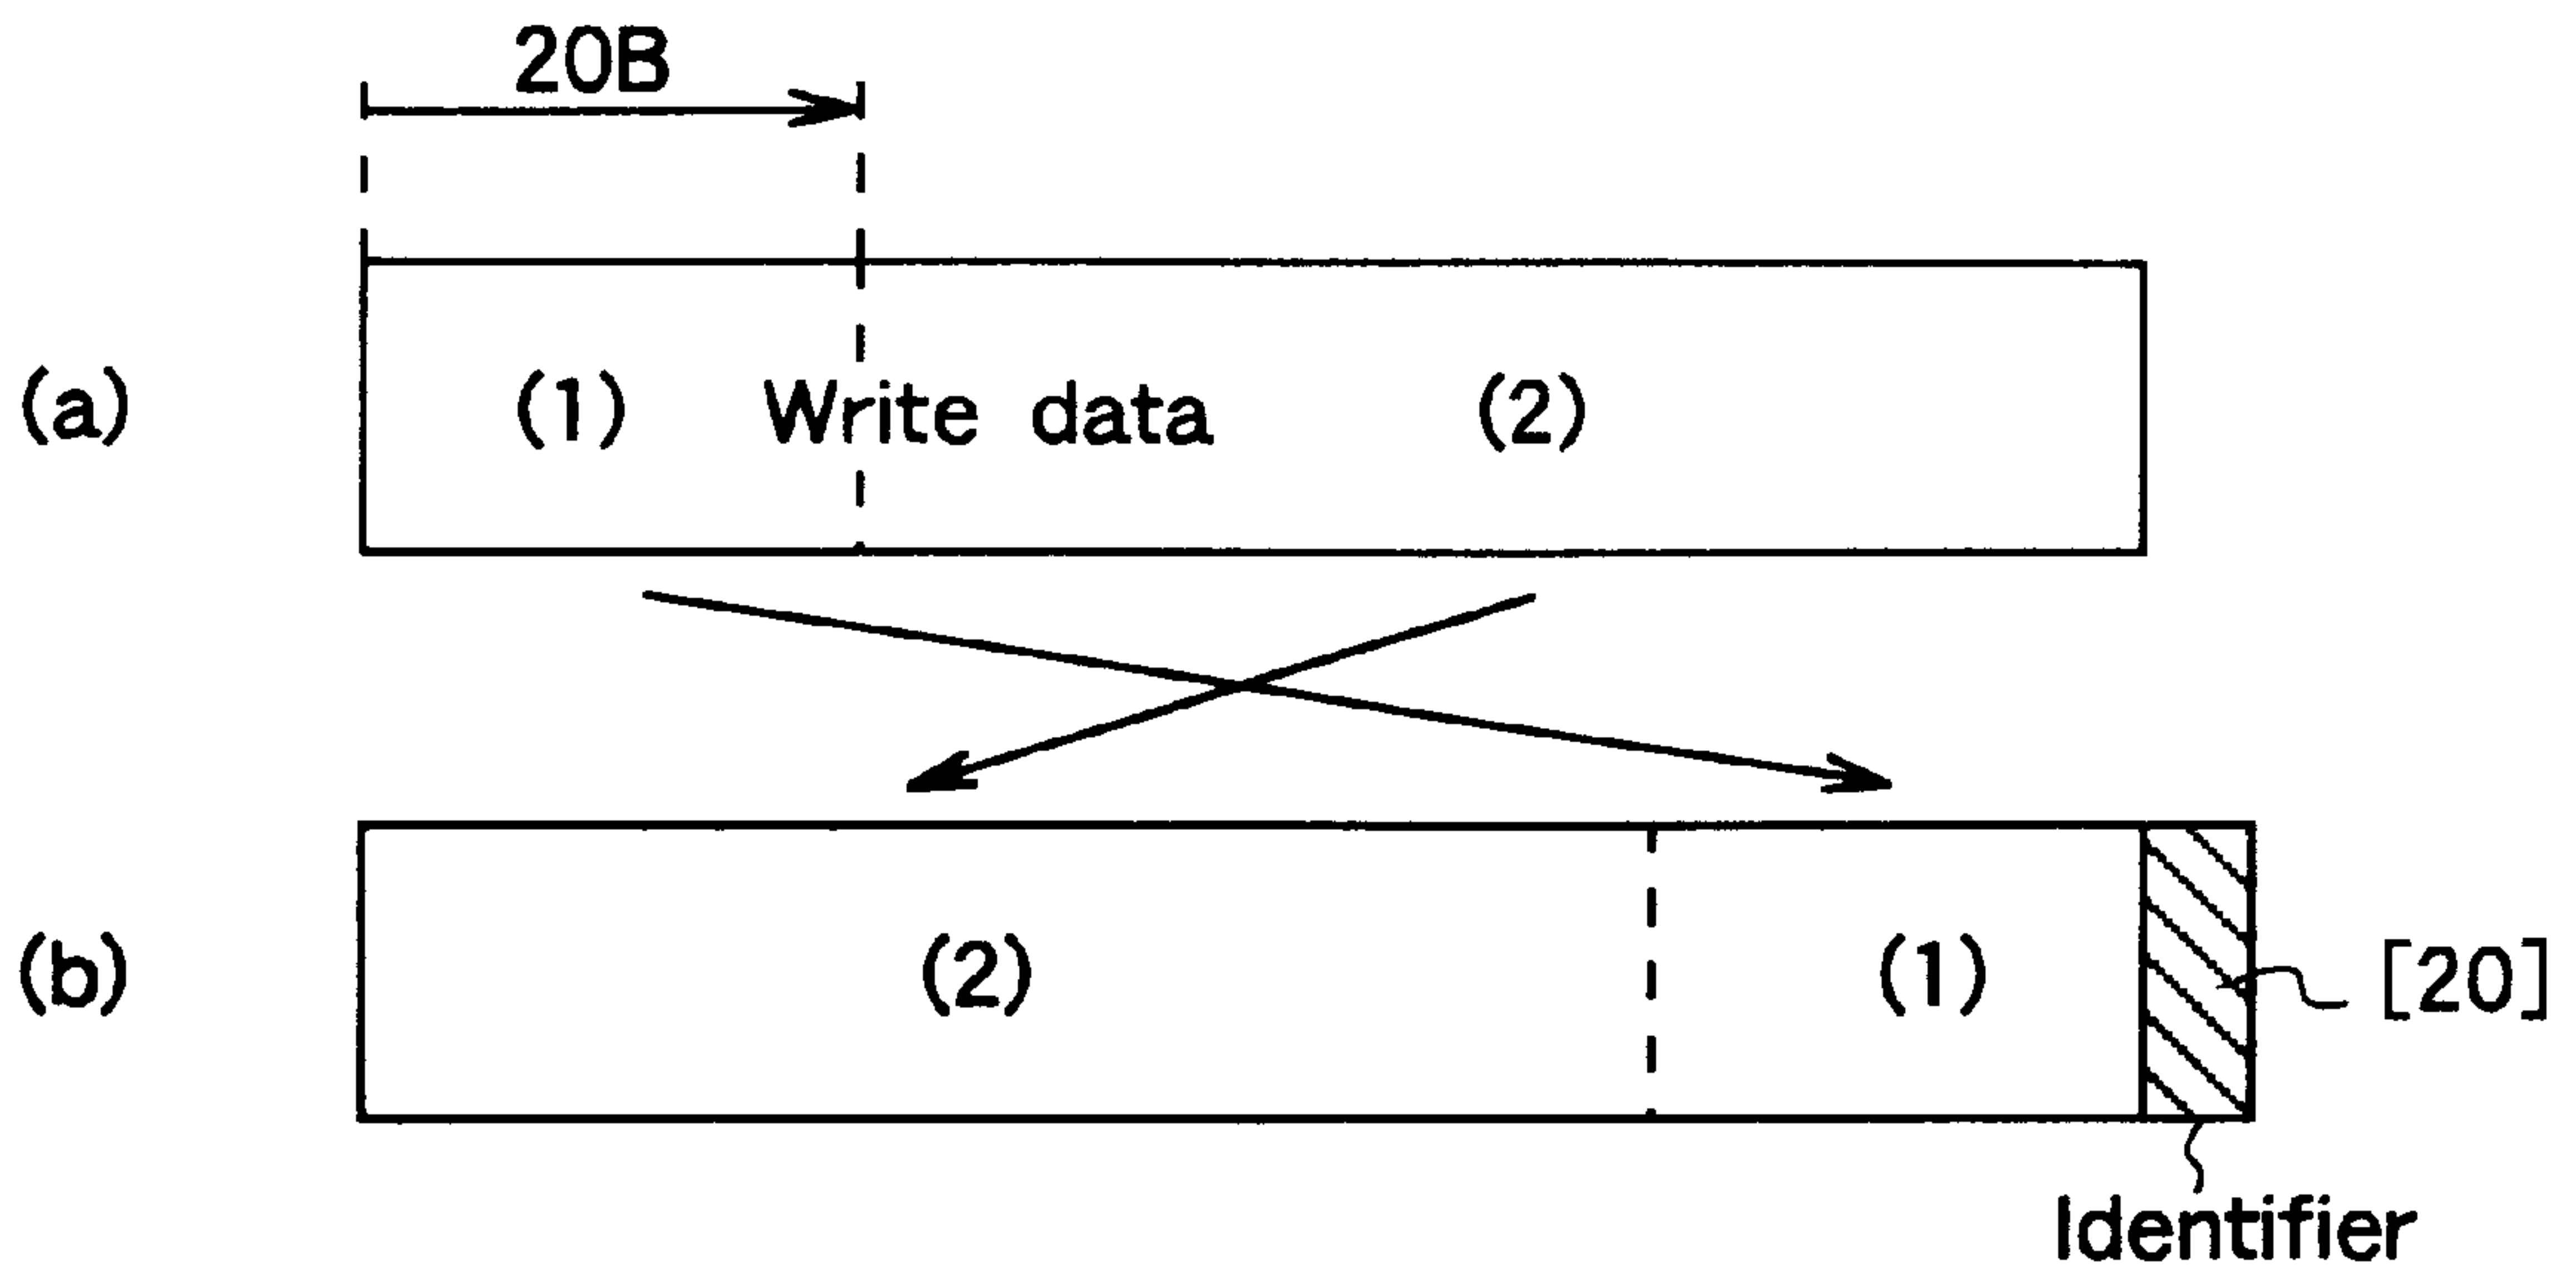 20B
(a) (1) Write data (2)
(b) (2) (1) [20]
Identifier